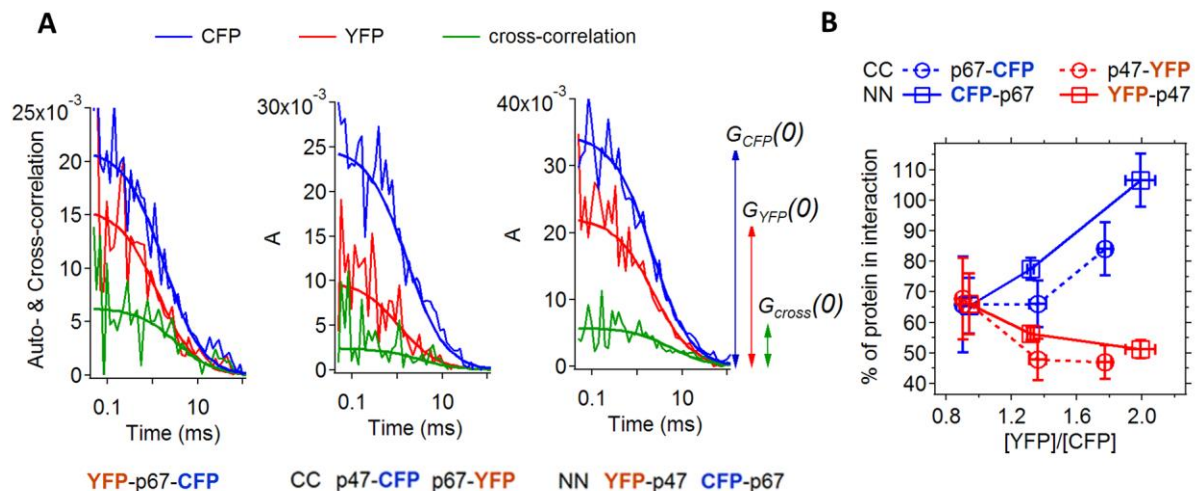 A
CFP
YFP
cross-correlation
Auto- & Cross-correlation
25x10⁻³
20
15
10
5
0
0.1
10
Time (ms)
YFP-p67-CFP
A
30x10⁻³
25
20
15
10
5
0
0.1
10
Time (ms)
CC p47-CFP p67-YFP
A
40x10⁻³
30
20
10
0
0.1
10
Time (ms)
NN YFP-p47 CFP-p67
G_CFP(0)
G_YFP(0)
G_cross(0)
B
CC p67-CFP p47-YFP
NN CFP-p67 YFP-p47
% of protein in interaction
110
100
90
80
70
60
50
40
0.8
1.2
1.6
2.0
[YFP]/[CFP]